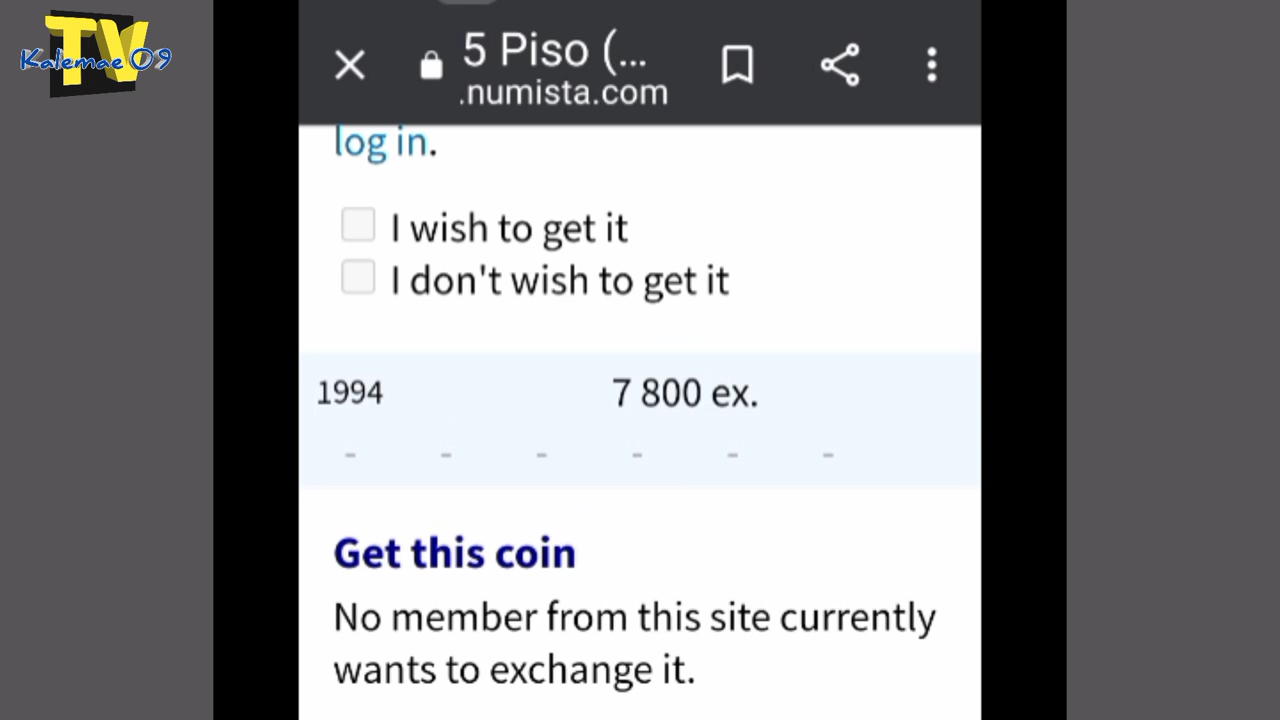 TV
Kalemae 09
5 Piso (...
.numista.com
log in.
I wish to get it
I don't wish to get it
1994 7 800 ex.
- - - - - -
Get this coin
No member from this site currently
wants to exchange it.